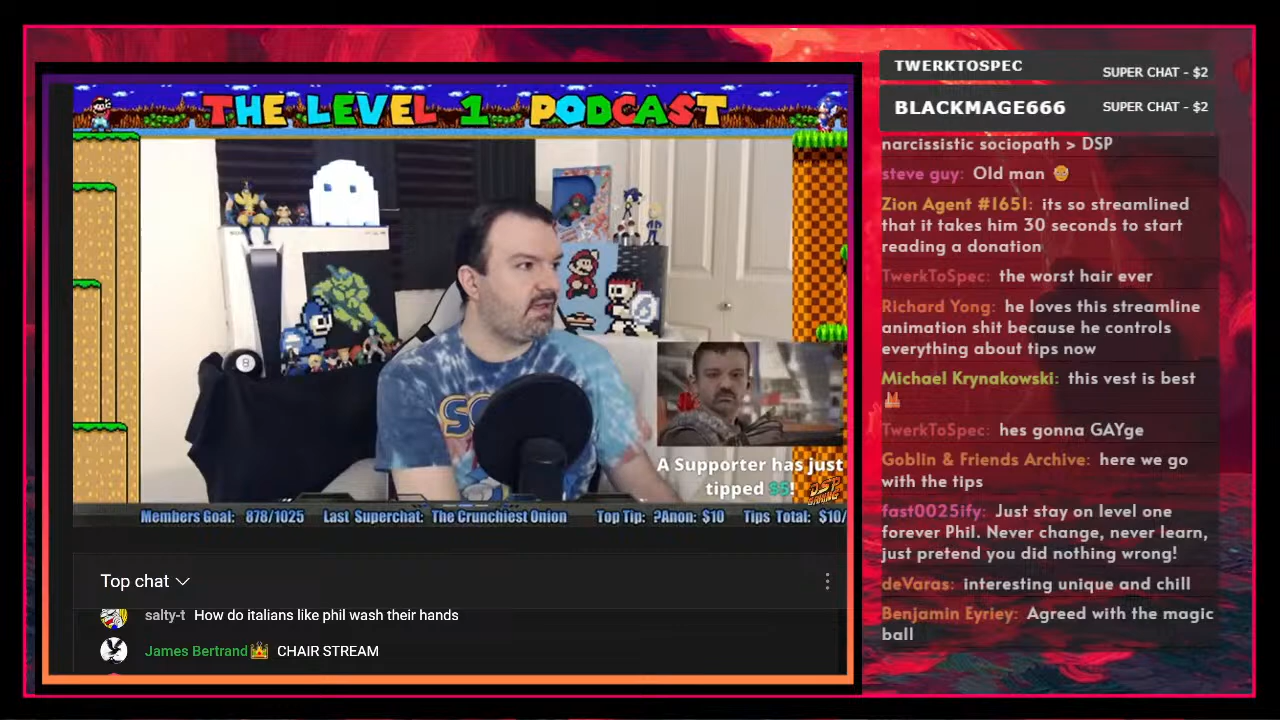 THE LEVEL 1 PODCAST
8
A Supporter has just
tipped $5!
DSP
GAMING
Members Goal: 878/1025 Last Superchat: The Crunchiest Onion Top Tip: ?Anon: $10 Tips Total: $10/
Top chat
salty-t How do italians like phil wash their hands
James Bertrand CHAIR STREAM
TWERKTOSPEC SUPER CHAT - $2
BLACKMAGE666 SUPER CHAT - $2
narcissistic sociopath > DSP
steve guy: Old man
Zion Agent #1651: its so streamlined
that it takes him 30 seconds to start
reading a donation
TwerkToSpec: the worst hair ever
Richard Yong: he loves this streamline
animation shit because he controls
everything about tips now
Michael Krynakowski: this vest is best
TwerkToSpec: hes gonna GAYge
Goblin & Friends Archive: here we go
with the tips
fast0025ify: Just stay on level one
forever Phil. Never change, never learn,
just pretend you did nothing wrong!
deVaras: interesting unique and chill
Benjamin Eyriey: Agreed with the magic
ball